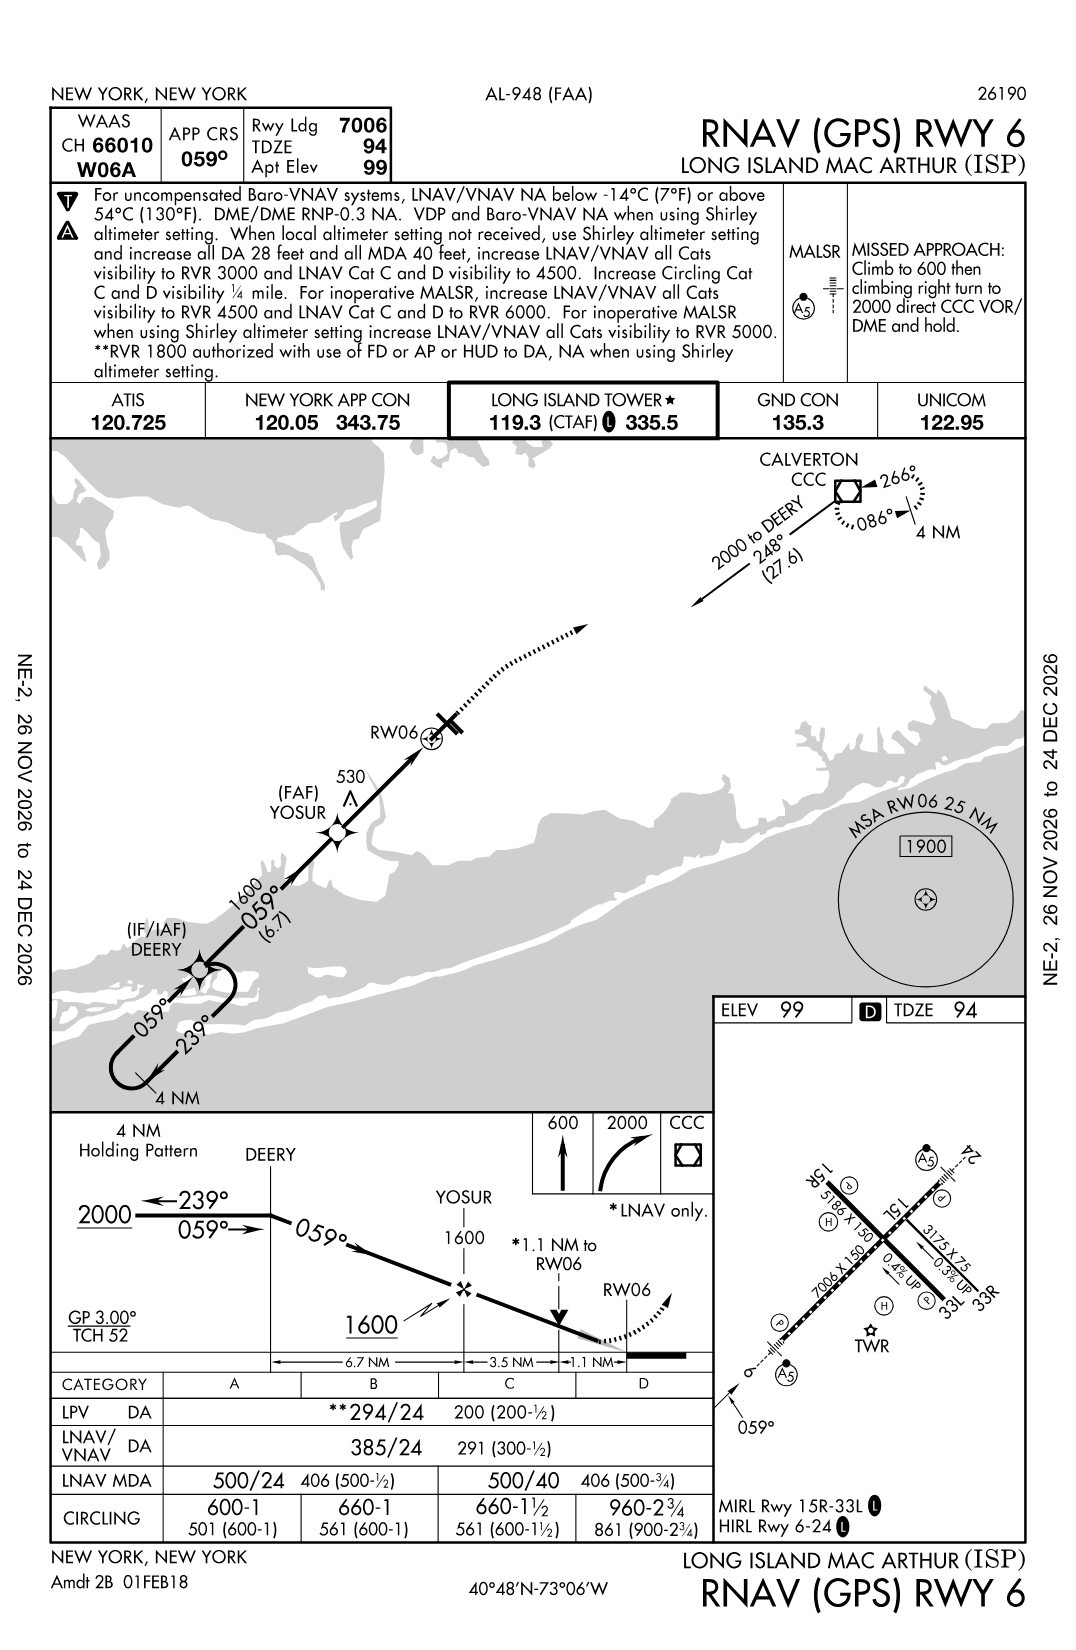 NEW YORK, NEW YORK
AL-948 (FAA)
26190
WAAS
CH 66010
W06A
APP CRS
059°
Rwy Ldg 7006
TDZE 94
Apt Elev 99
RNAV (GPS) RWY 6
LONG ISLAND MAC ARTHUR (ISP)
T
A
For uncompensated Baro-VNAV systems, LNAV/VNAV NA below -14°C (7°F) or above
54°C (130°F). DME/DME RNP-0.3 NA. VDP and Baro-VNAV NA when using Shirley
altimeter setting. When local altimeter setting not received, use Shirley altimeter setting
and increase all DA 28 feet and all MDA 40 feet, increase LNAV/VNAV all Cats
visibility to RVR 3000 and LNAV Cat C and D visibility to 4500. Increase Circling Cat
C and D visibility ¼ mile. For inoperative MALSR, increase LNAV/VNAV all Cats
visibility to RVR 4500 and LNAV Cat C and D to RVR 6000. For inoperative MALSR
when using Shirley altimeter setting increase LNAV/VNAV all Cats visibility to RVR 5000.
**RVR 1800 authorized with use of FD or AP or HUD to DA, NA when using Shirley
altimeter setting.
MALSR
A5
MISSED APPROACH:
Climb to 600 then
climbing right turn to
2000 direct CCC VOR/
DME and hold.
ATIS
120.725
NEW YORK APP CON
120.05 343.75
LONG ISLAND TOWER★
119.3 (CTAF) L 335.5
GND CON
135.3
UNICOM
122.95
CALVERTON
CCC
266°
086°
4 NM
2000 to DEERY
248°
(27.6)
RW06
530
(FAF)
YOSUR
1600
059°
(6.7)
(IF/IAF)
DEERY
059°
239°
4 NM
MSA RW06 25 NM
1900
NE-2, 26 NOV 2026 to 24 DEC 2026
NE-2, 26 NOV 2026 to 24 DEC 2026
ELEV 99
D
TDZE 94
A5
24
15R
P
P
5186 X 150
H
15L
3175 X 75
0.3% UP
7006 X 150
0.4% UP
P
H
33L
33R
P
TWR
6
A5
059°
MIRL Rwy 15R-33L L
HIRL Rwy 6-24 L
4 NM
Holding Pattern
DEERY
2000
239°
059°
059°
YOSUR
1600
1600
600
2000
CCC
*LNAV only.
*1.1 NM to
RW06
RW06
GP 3.00°
TCH 52
6.7 NM
3.5 NM
1.1 NM
CATEGORY A B C D
LPV DA **294/24 200 (200-½)
LNAV/
VNAV DA 385/24 291 (300-½)
LNAV MDA 500/24 406 (500-½) 500/40 406 (500-¾)
CIRCLING
600-1 660-1 660-1½ 960-2¾
501 (600-1) 561 (600-1) 561 (600-1½) 861 (900-2¾)
NEW YORK, NEW YORK
Amdt 2B 01FEB18
40°48'N-73°06'W
LONG ISLAND MAC ARTHUR (ISP)
RNAV (GPS) RWY 6